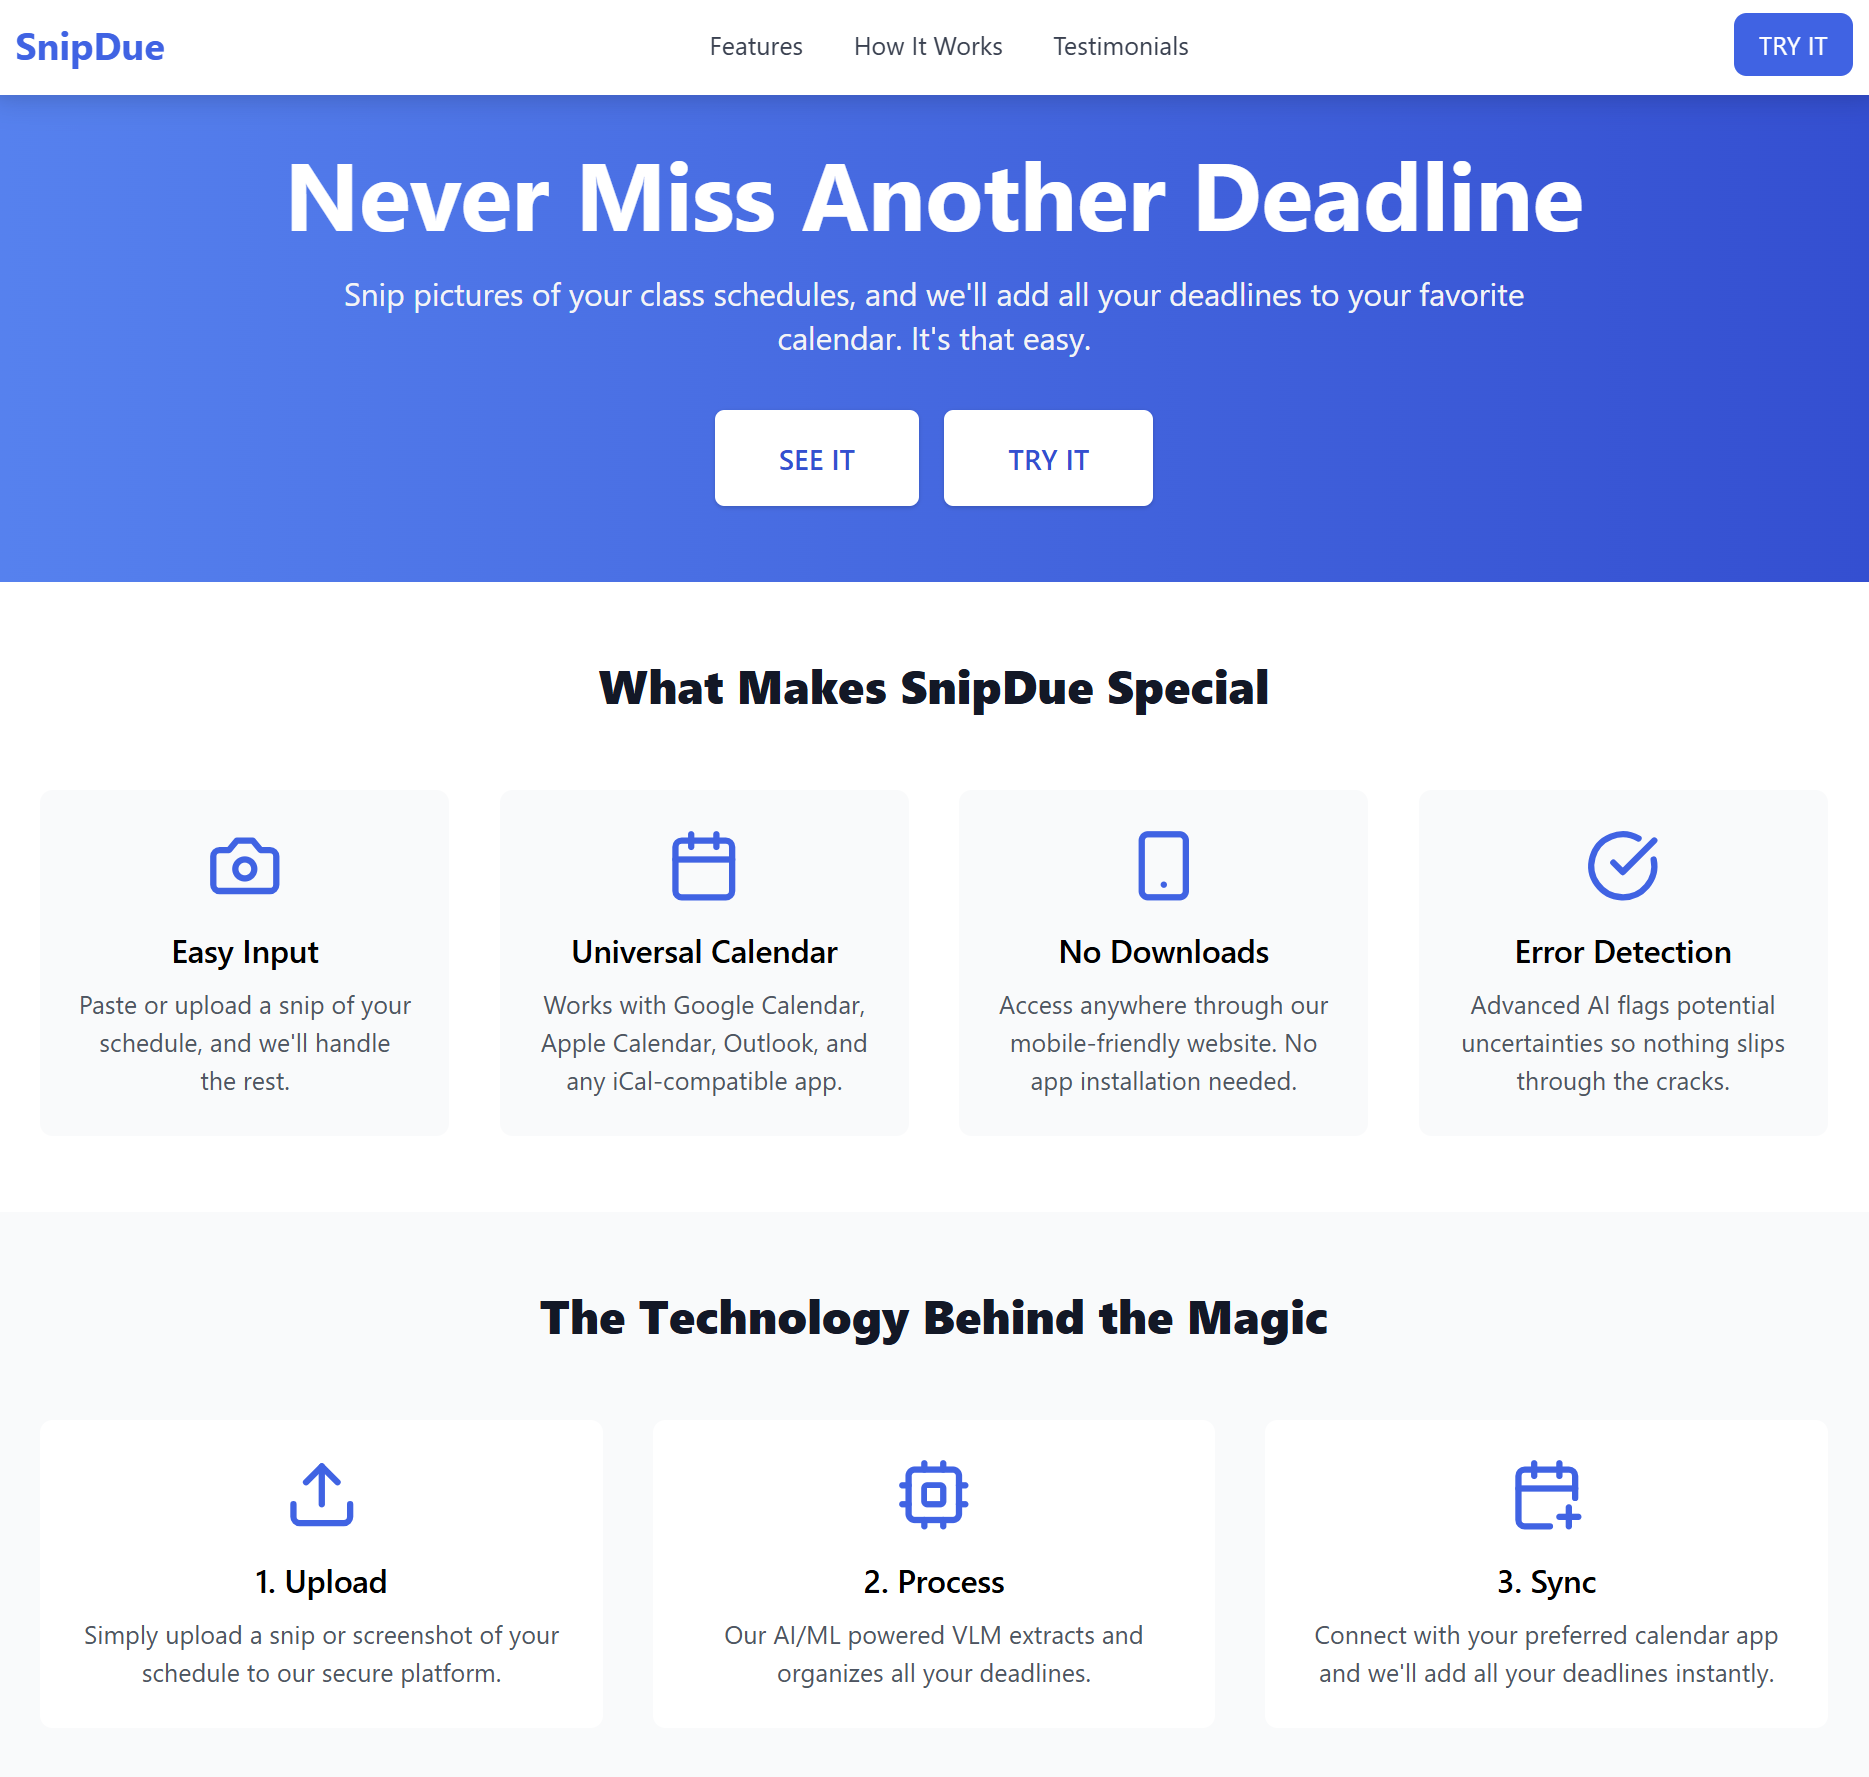 SnipDue
Features
How It Works
Testimonials
TRY IT
Never Miss Another Deadline
Snip pictures of your class schedules, and we'll add all your deadlines to your favorite
calendar. It's that easy.
SEE IT
TRY IT
What Makes SnipDue Special
Easy Input
Paste or upload a snip of your
schedule, and we'll handle
the rest.
Universal Calendar
Works with Google Calendar,
Apple Calendar, Outlook, and
any iCal-compatible app.
No Downloads
Access anywhere through our
mobile-friendly website. No
app installation needed.
Error Detection
Advanced AI flags potential
uncertainties so nothing slips
through the cracks.
The Technology Behind the Magic
1. Upload
Simply upload a snip or screenshot of your
schedule to our secure platform.
2. Process
Our AI/ML powered VLM extracts and
organizes all your deadlines.
3. Sync
Connect with your preferred calendar app
and we'll add all your deadlines instantly.